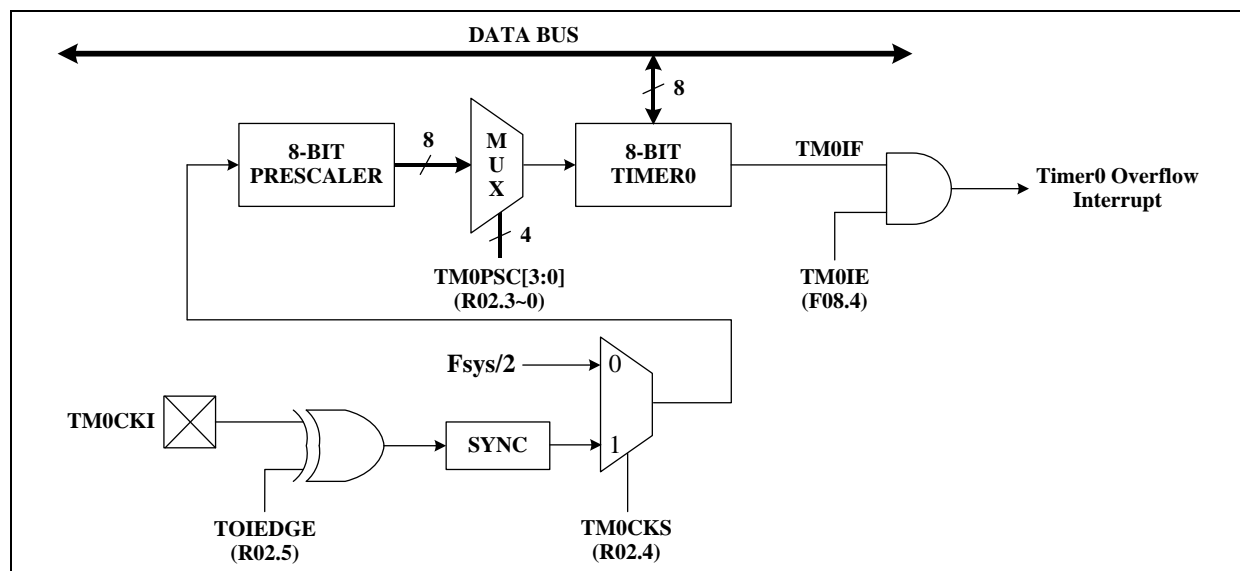 DATA BUS
8
8-BIT
PRESCALER
8
M
U
X
8-BIT
TIMER0
TM0IF
Timer0 Overflow
Interrupt
4
TM0PSC[3:0]
(R02.3~0)
TM0IE
(F08.4)
Fsys/2
0
TM0CKI
SYNC
1
TOIEDGE
(R02.5)
TM0CKS
(R02.4)